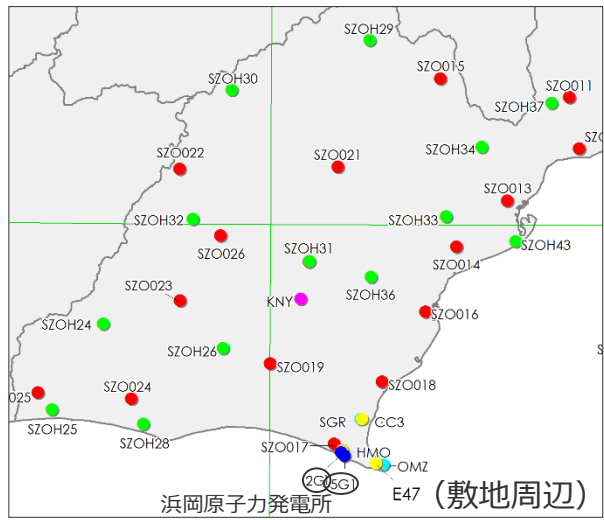 SZOH29
SZO015
SZOH30
SZO011
SZOH37
SZO
SZOH34
SZO022
SZO021
SZO013
SZOH32
SZOH33
SZO026
SZOH31
SZO014
SZOH43
SZO023
KNY
SZOH36
SZO016
SZOH24
SZOH26
SZO019
SZO018
025
SZO024
SZOH25
SZOH28
SGR
CC3
SZO017
HMO
OMZ
2G1
5G1
E47(敷地周辺)
浜岡原子力発電所